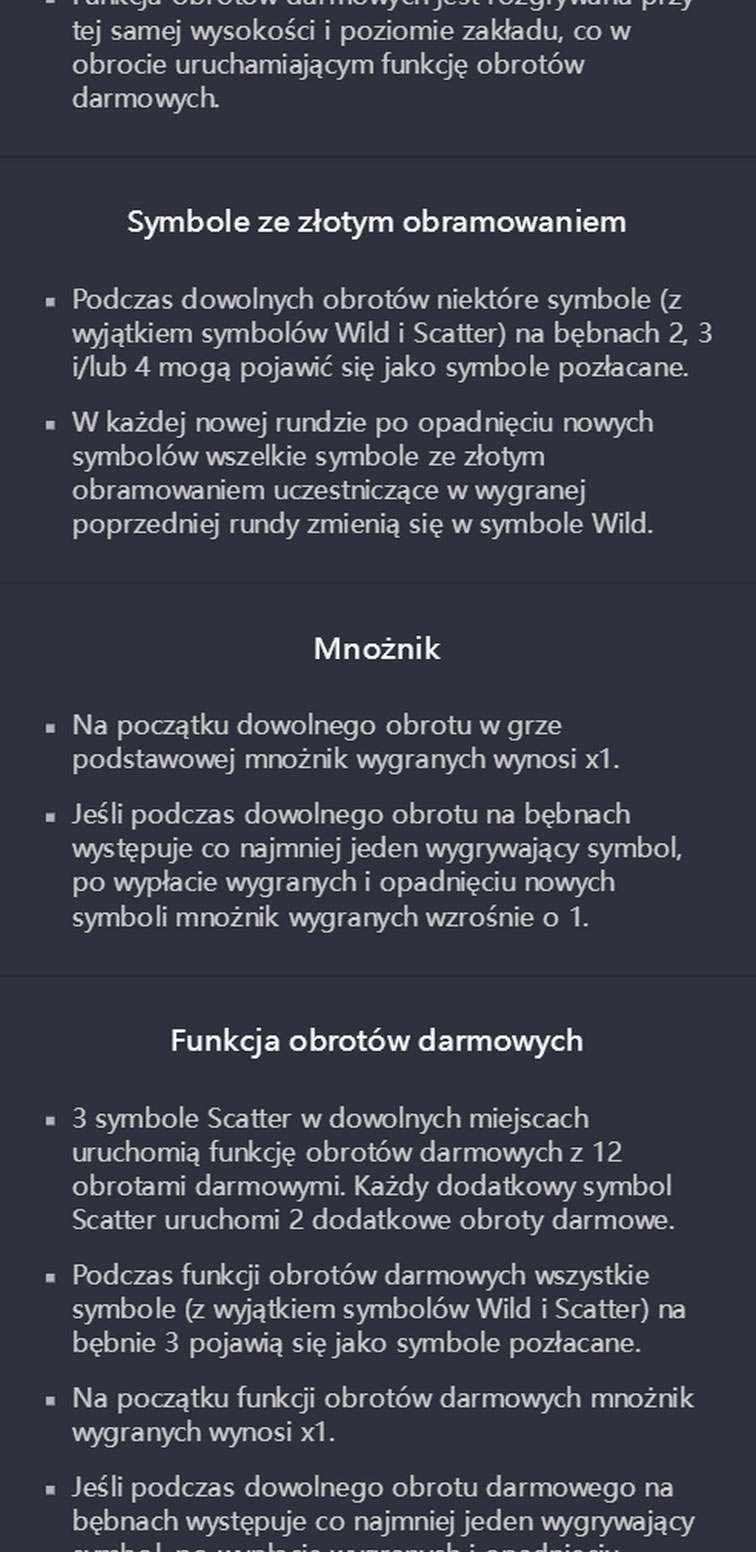 Funkcja obrotów darmowych jest rozgrywana przy
tej samej wysokości i poziomie zakładu, co w
obrocie uruchamiającym funkcję obrotów
darmowych.
Symbole ze złotym obramowaniem
▪ Podczas dowolnych obrotów niektóre symbole (z
wyjątkiem symbolów Wild i Scatter) na bębnach 2, 3
i/lub 4 mogą pojawić się jako symbole pozłacane.
▪ W każdej nowej rundzie po opadnięciu nowych
symbolów wszelkie symbole ze złotym
obramowaniem uczestniczące w wygranej
poprzedniej rundy zmienią się w symbole Wild.
Mnożnik
▪ Na początku dowolnego obrotu w grze
podstawowej mnożnik wygranych wynosi x1.
▪ Jeśli podczas dowolnego obrotu na bębnach
występuje co najmniej jeden wygrywający symbol,
po wypłacie wygranych i opadnięciu nowych
symboli mnożnik wygranych wzrośnie o 1.
Funkcja obrotów darmowych
▪ 3 symbole Scatter w dowolnych miejscach
uruchomią funkcję obrotów darmowych z 12
obrotami darmowymi. Każdy dodatkowy symbol
Scatter uruchomi 2 dodatkowe obroty darmowe.
▪ Podczas funkcji obrotów darmowych wszystkie
symbole (z wyjątkiem symbolów Wild i Scatter) na
bębnie 3 pojawią się jako symbole pozłacane.
▪ Na początku funkcji obrotów darmowych mnożnik
wygranych wynosi x1.
▪ Jeśli podczas dowolnego obrotu darmowego na
bębnach występuje co najmniej jeden wygrywający